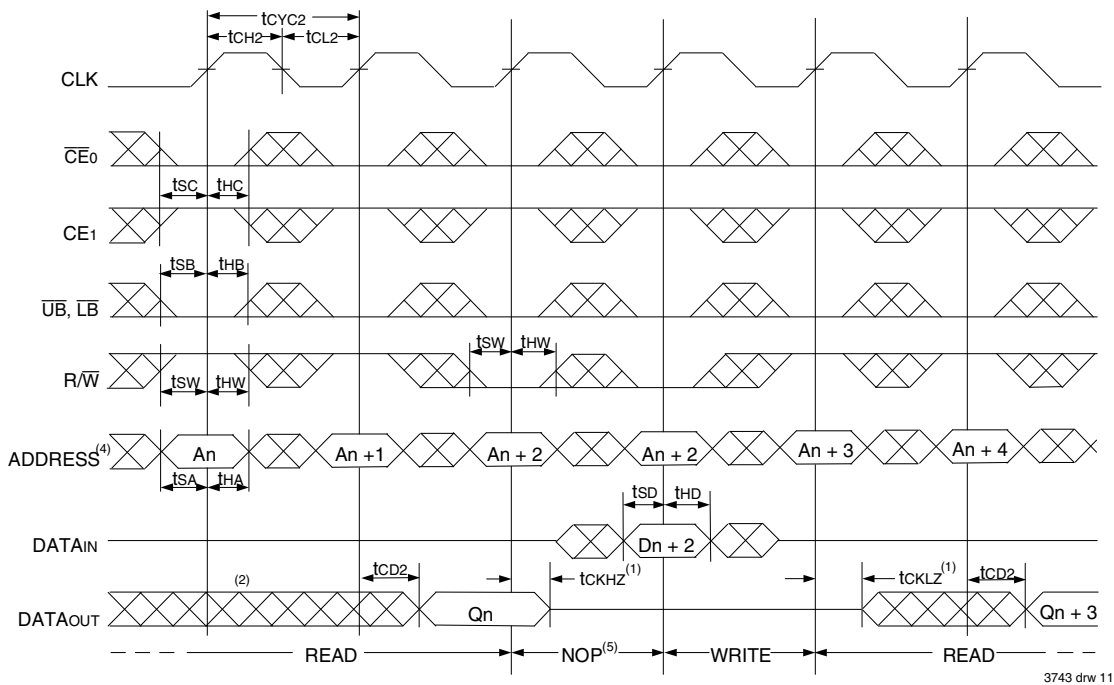 tCYC2
tCH2 tCL2
CLK
CE0
tSC tHC
CE1
tSB tHB
UB, LB
tSW tHW
R/W
tSW tHW
ADDRESS(4) An An +1 An + 2 An + 2 An + 3 An + 4
tSA tHA
tSD tHD
DATAIN Dn + 2
tCD2 tCKHZ(1) tCKLZ(1) tCD2
(2)
DATAOUT Qn Qn + 3
READ NOP(5) WRITE READ
3743 drw 11